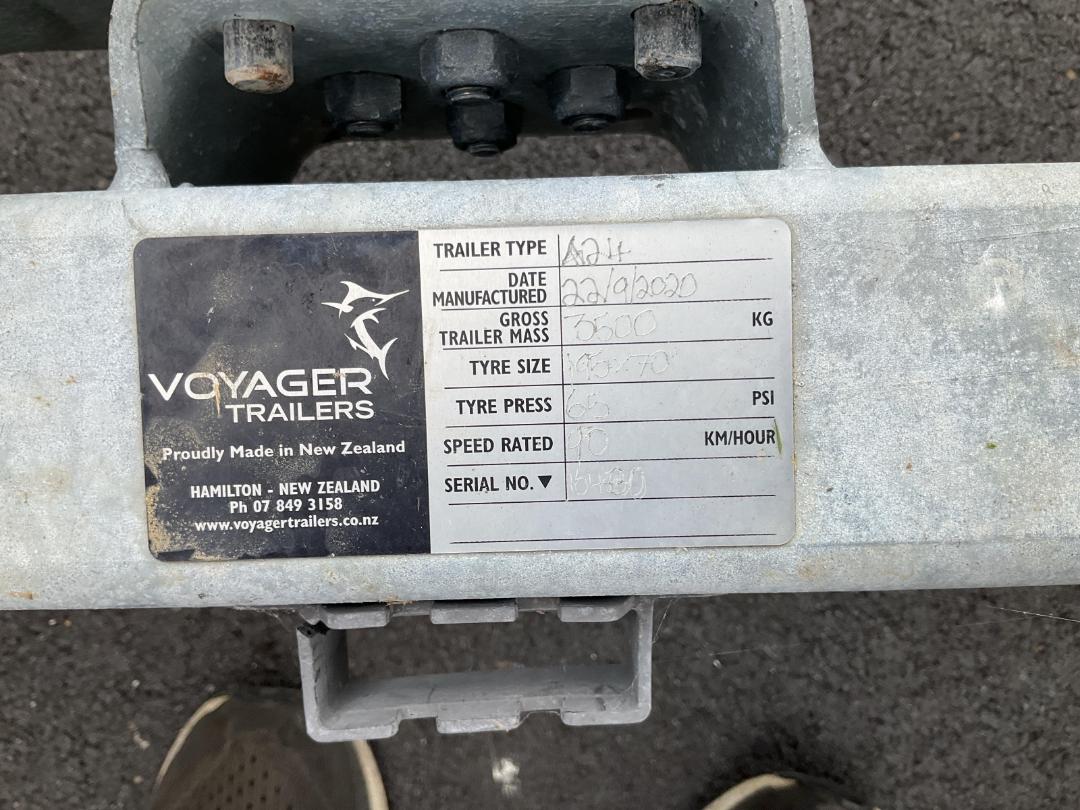 VOYAGER
TRAILERS
Proudly Made in New Zealand
HAMILTON - NEW ZEALAND
Ph 07 849 3158
www.voyagertrailers.co.nz
TRAILER TYPE A24
DATE MANUFACTURED 22/9/2020
GROSS TRAILER MASS 3500 KG
TYRE SIZE
TYRE PRESS 65 PSI
SPEED RATED 90 KM/HOUR
SERIAL NO. ▼